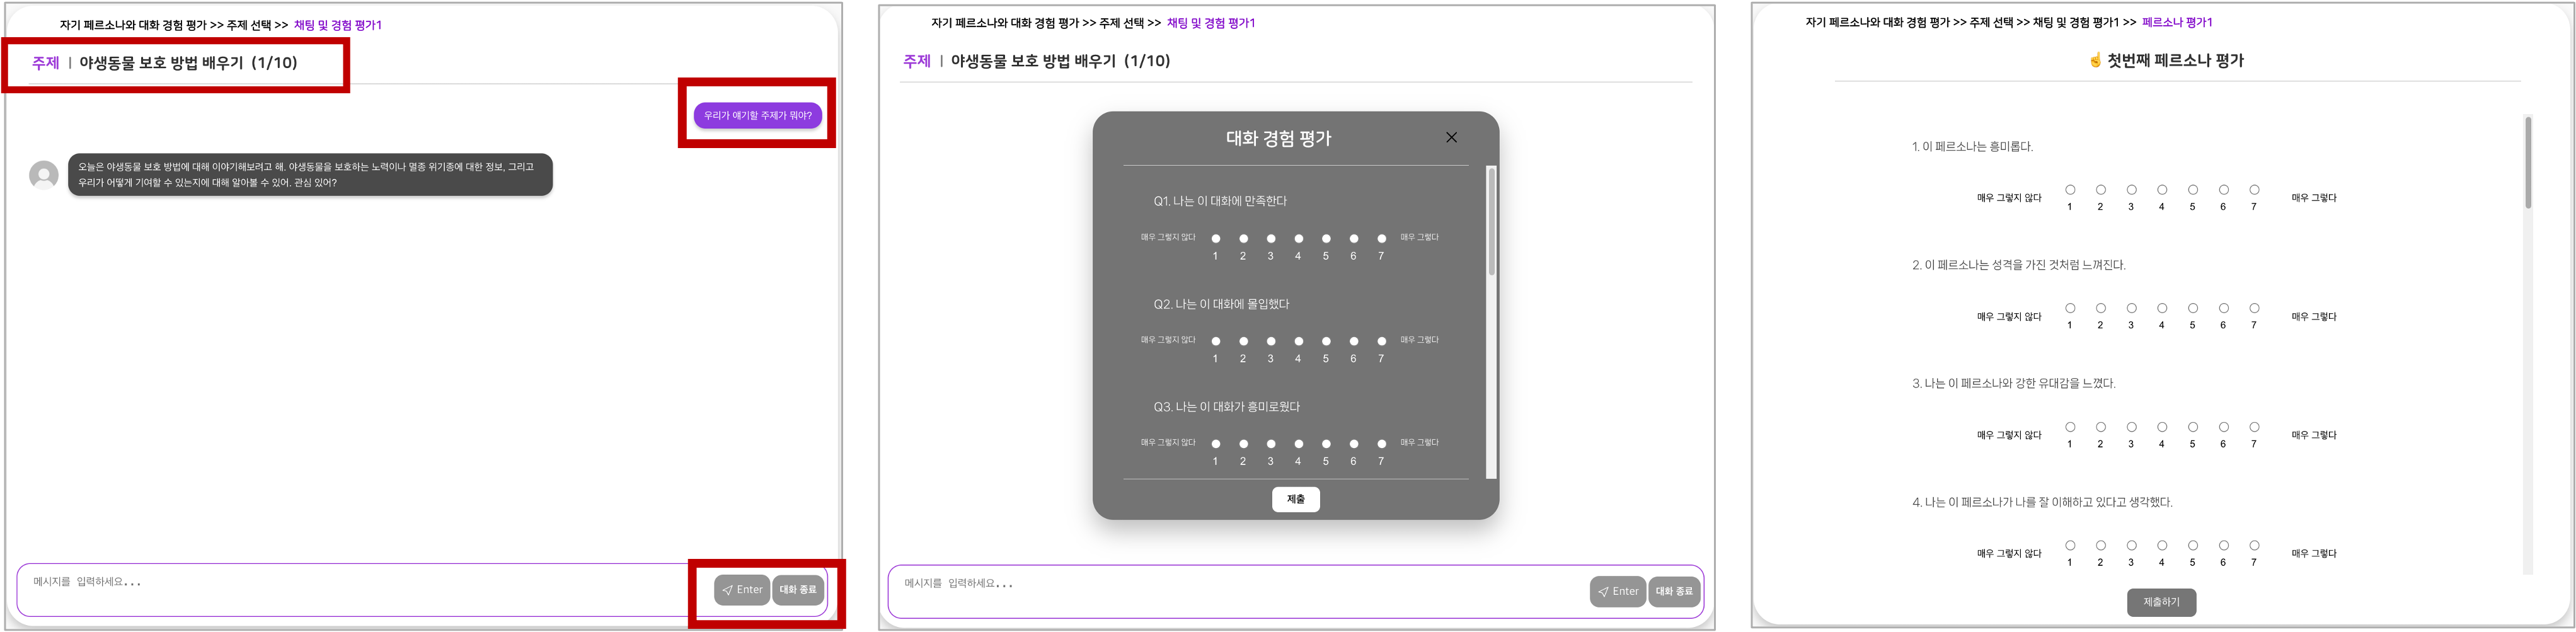 자기 페르소나와 대화 경험 평가 >> 주제 선택 >> 채팅 및 경험 평가1
주제 | 야생동물 보호 방법 배우기 (1/10)
우리가 얘기할 주제가 뭐야?
오늘은 야생동물 보호 방법에 대해 이야기해보려고 해. 야생동물을 보호하는 노력이나 멸종 위기종에 대한 정보, 그리고
우리가 어떻게 기여할 수 있는지에 대해 알아볼 수 있어. 관심 있어?
메시지를 입력하세요...
Enter
대화 종료
자기 페르소나와 대화 경험 평가 >> 주제 선택 >> 채팅 및 경험 평가1
주제 | 야생동물 보호 방법 배우기 (1/10)
대화 경험 평가
Q1. 나는 이 대화에 만족한다
매우 그렇지 않다 매우 그렇다
1 2 3 4 5 6 7
Q2. 나는 이 대화에 몰입했다
매우 그렇지 않다 매우 그렇다
1 2 3 4 5 6 7
Q3. 나는 이 대화가 흥미로웠다
매우 그렇지 않다 매우 그렇다
1 2 3 4 5 6 7
제출
메시지를 입력하세요...
Enter
대화 종료
자기 페르소나와 대화 경험 평가 >> 주제 선택 >> 채팅 및 경험 평가1 >> 페르소나 평가1
☝ 첫번째 페르소나 평가
1. 이 페르소나는 흥미롭다.
매우 그렇지 않다 매우 그렇다
1 2 3 4 5 6 7
2. 이 페르소나는 성격을 가진 것처럼 느껴진다.
매우 그렇지 않다 매우 그렇다
1 2 3 4 5 6 7
3. 나는 이 페르소나와 강한 유대감을 느꼈다.
매우 그렇지 않다 매우 그렇다
1 2 3 4 5 6 7
4. 나는 이 페르소나가 나를 잘 이해하고 있다고 생각했다.
매우 그렇지 않다 매우 그렇다
1 2 3 4 5 6 7
제출하기